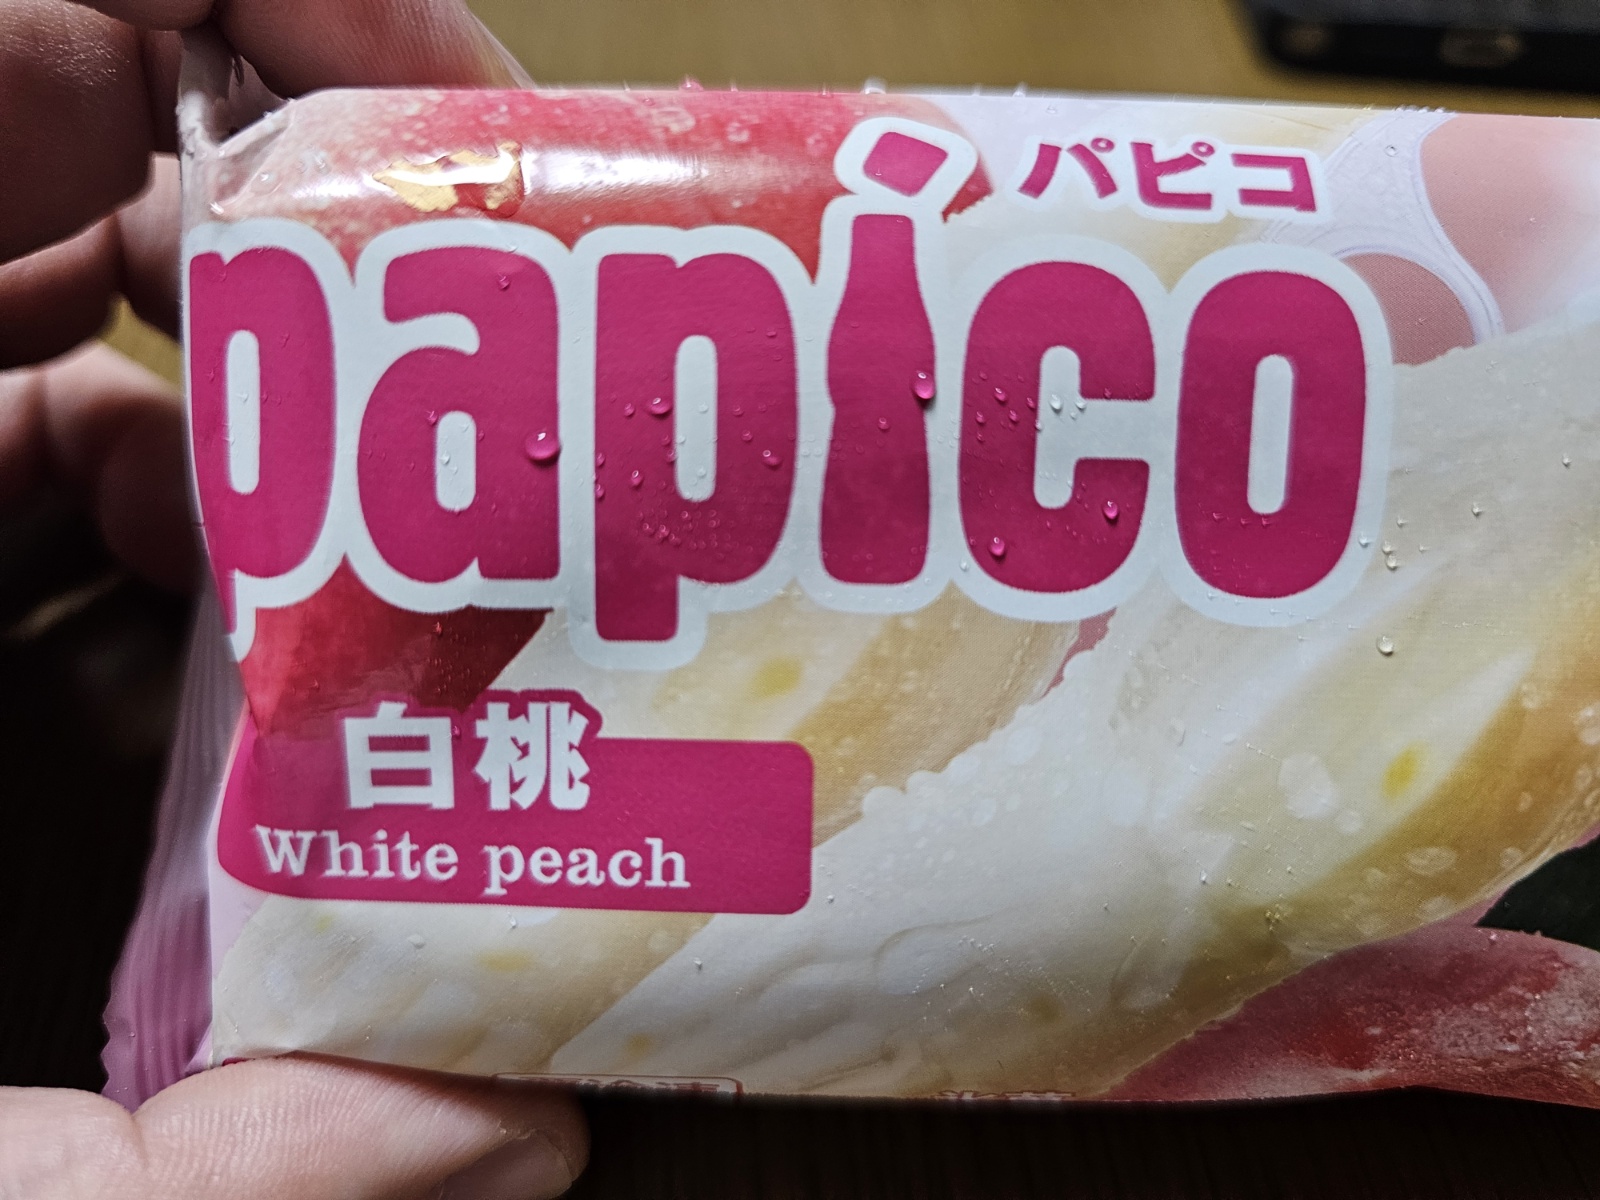 パピコ
papico
白桃
White peach